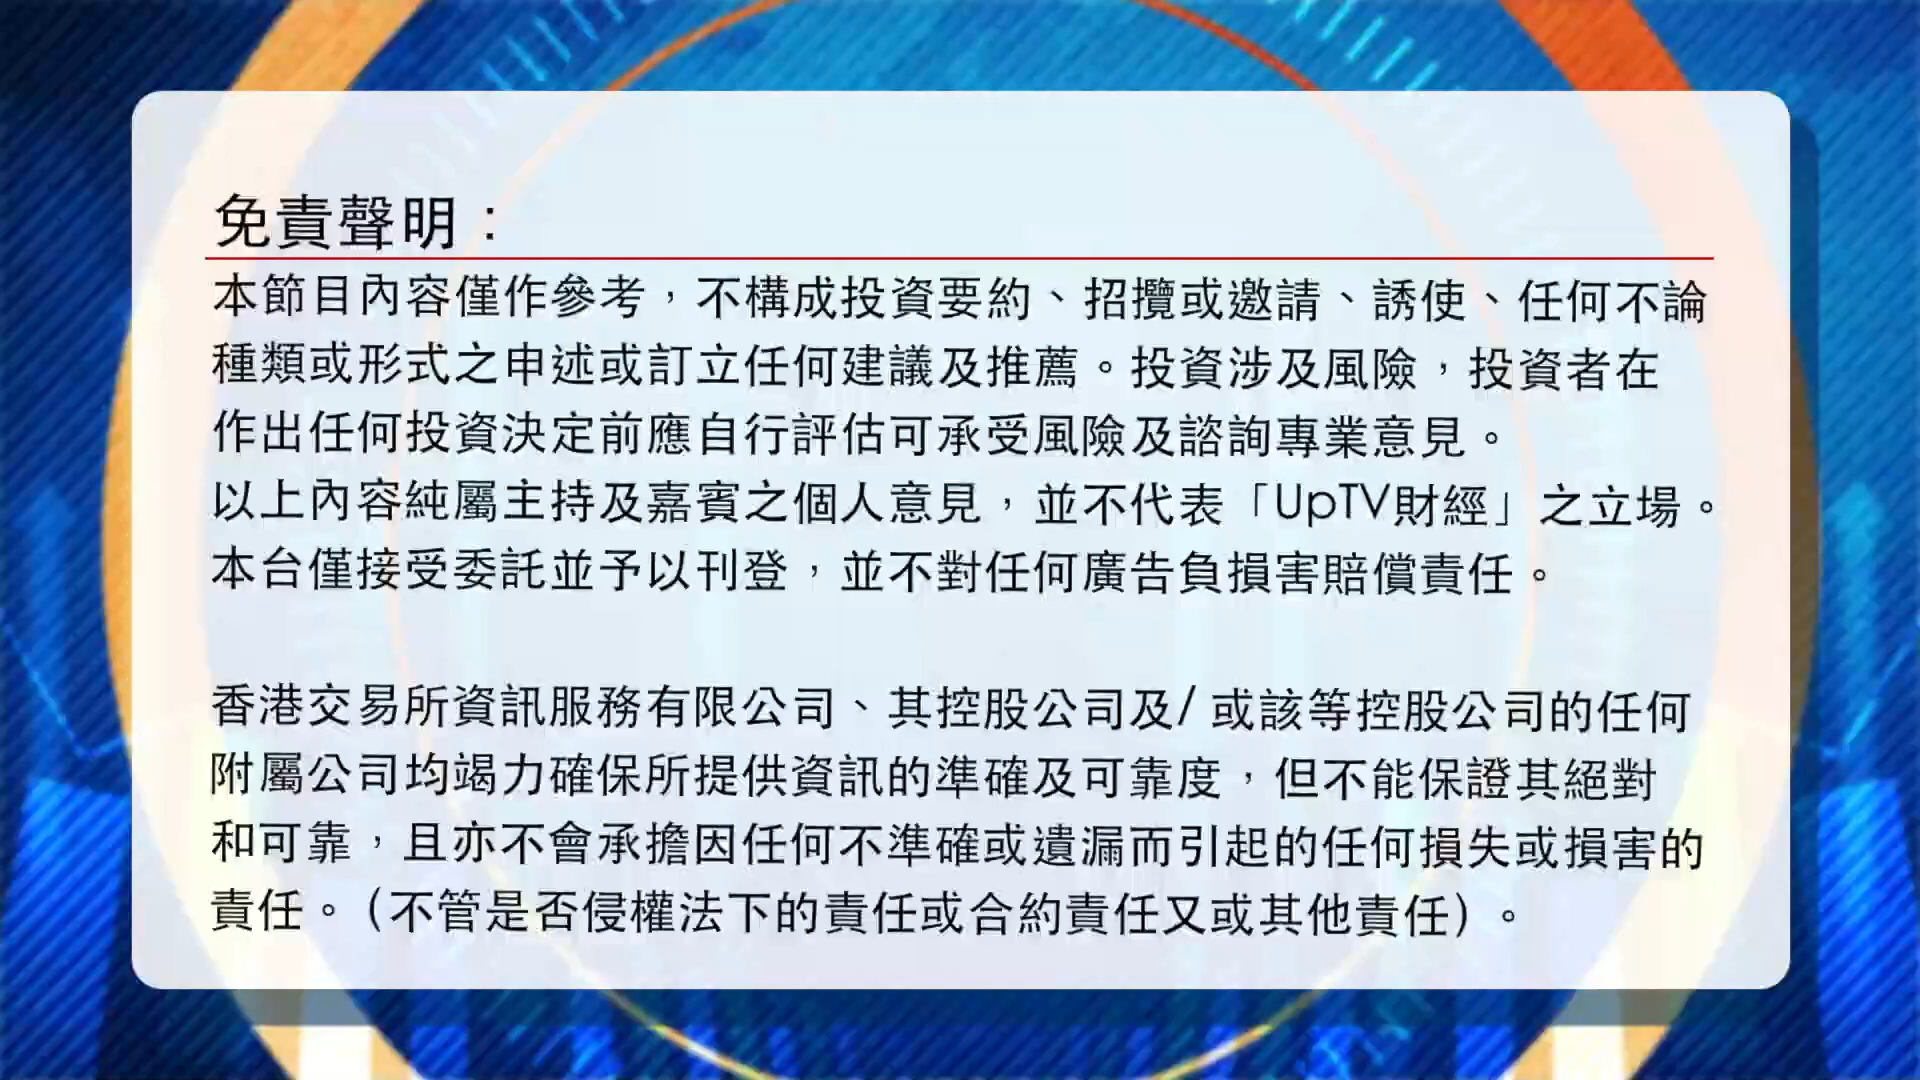 免責聲明：
本節目內容僅作參考，不構成投資要約、招攬或邀請、誘使、任何不論
種類或形式之申述或訂立任何建議及推薦。投資涉及風險，投資者在
作出任何投資決定前應自行評估可承受風險及諮詢專業意見。
以上內容純屬主持及嘉賓之個人意見，並不代表「UpTV財經」之立場。
本台僅接受委託並予以刊登，並不對任何廣告負損害賠償責任。
香港交易所資訊服務有限公司、其控股公司及/ 或該等控股公司的任何
附屬公司均竭力確保所提供資訊的準確及可靠度，但不能保證其絕對
和可靠，且亦不會承擔因任何不準確或遺漏而引起的任何損失或損害的
責任。（不管是否侵權法下的責任或合約責任又或其他責任）。